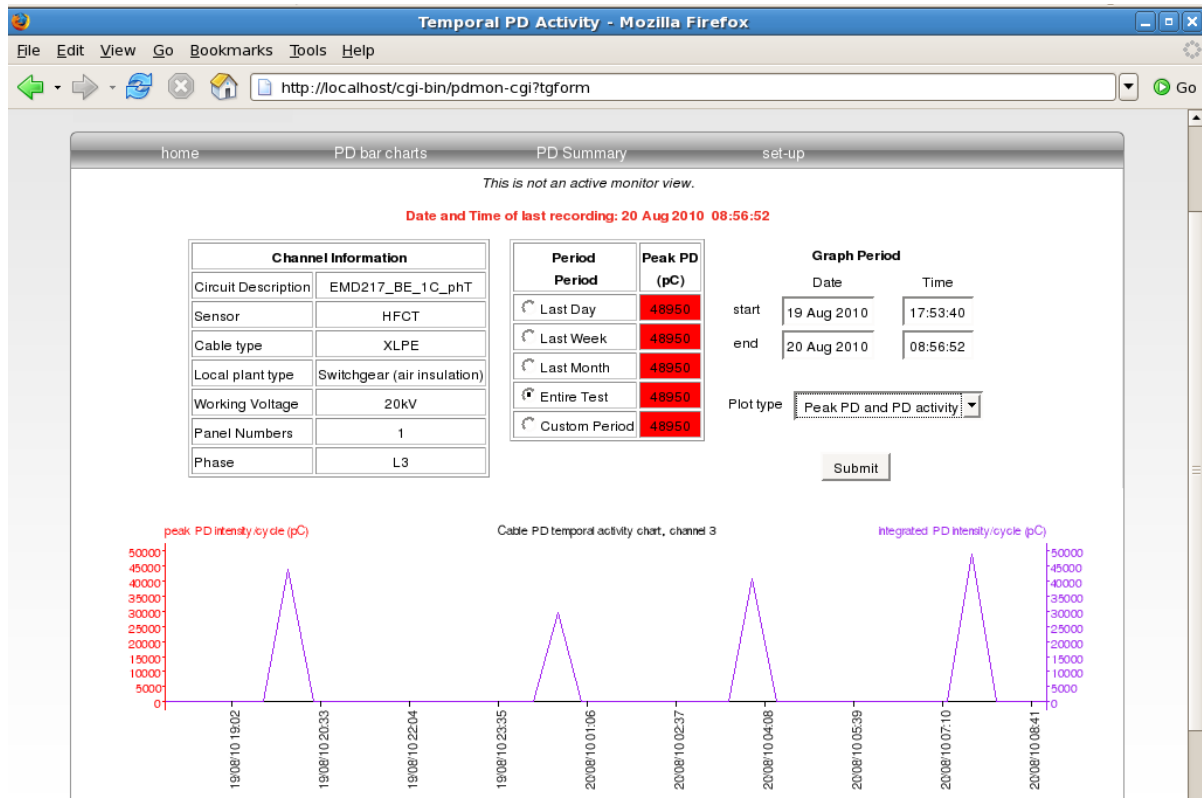 Temporal PD Activity - Mozilla Firefox
File Edit View Go Bookmarks Tools Help
http://localhost/cgi-bin/pdmon-cgi?tgform
Go
home PD bar charts PD Summary set-up
This is not an active monitor view.
Date and Time of last recording: 20 Aug 2010 08:56:52
Channel Information
Circuit Description EMD217_BE_1C_phT
Sensor HFCT
Cable type XLPE
Local plant type Switchgear (air insulation)
Working Voltage 20kV
Panel Numbers 1
Phase L3
Period Peak PD
Period (pC)
Last Day 48950
Last Week 48950
Last Month 48950
Entire Test 48950
Custom Period 48950
Graph Period
Date Time
start 19 Aug 2010 17:53:40
end 20 Aug 2010 08:56:52
Plot type Peak PD and PD activity
Submit
peak PD intensity/cycle (pC)
Cable PD temporal activity chart, channel 3
integrated PD intensity/cycle (pC)
50000
45000
40000
35000
30000
25000
20000
15000
10000
5000
0
50000
45000
40000
35000
30000
25000
20000
15000
10000
5000
0
19/08/10 19:02
19/08/10 20:33
19/08/10 22:04
19/08/10 23:35
20/08/10 01:06
20/08/10 02:37
20/08/10 04:08
20/08/10 05:39
20/08/10 07:10
20/08/10 08:41